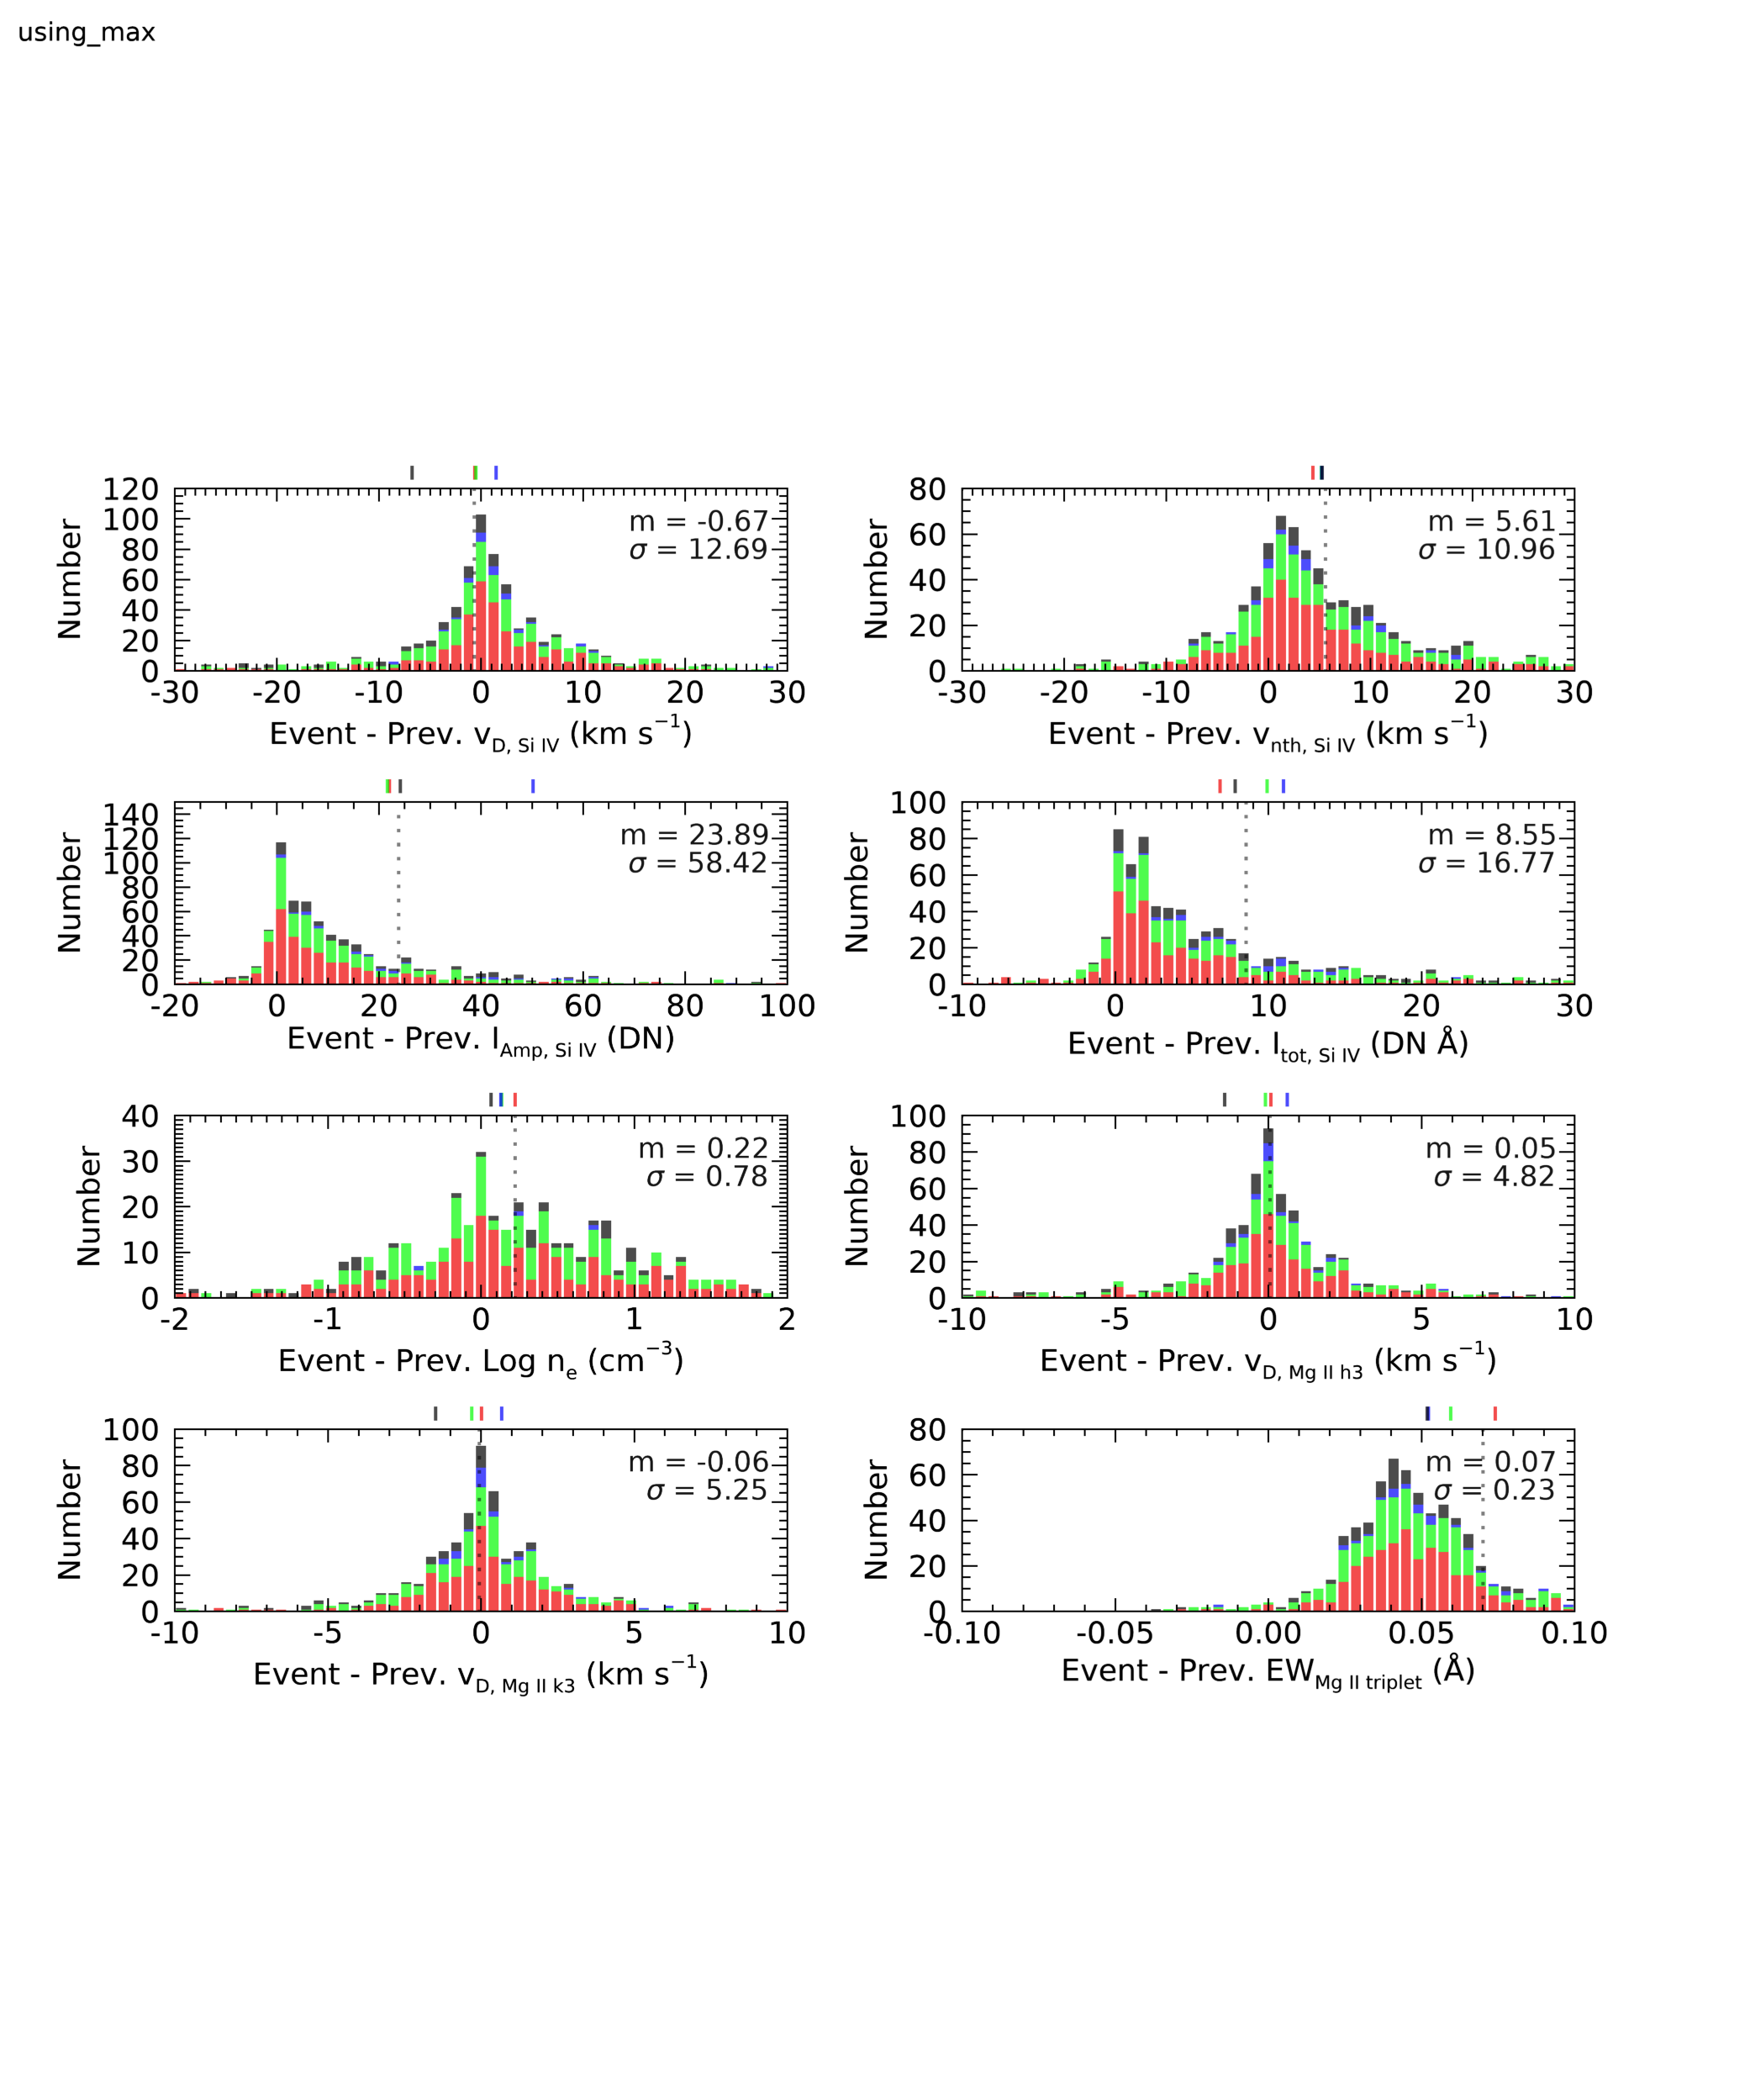 using_max
120
100
80
60
40
20
0
Number
m = -0.67
σ = 12.69
-30 -20 -10 0 10 20 30
Event - Prev. v_D, Si IV (km s⁻¹)
80
60
40
20
0
Number
m = 5.61
σ = 10.96
-30 -20 -10 0 10 20 30
Event - Prev. v_nth, Si IV (km s⁻¹)
140
120
100
80
60
40
20
0
Number
m = 23.89
σ = 58.42
-20 0 20 40 60 80 100
Event - Prev. I_Amp, Si IV (DN)
100
80
60
40
20
0
Number
m = 8.55
σ = 16.77
-10 0 10 20 30
Event - Prev. I_tot, Si IV (DN Å)
40
30
20
10
0
Number
m = 0.22
σ = 0.78
-2 -1 0 1 2
Event - Prev. Log n_e (cm⁻³)
100
80
60
40
20
0
Number
m = 0.05
σ = 4.82
-10 -5 0 5 10
Event - Prev. v_D, Mg II h3 (km s⁻¹)
100
80
60
40
20
0
Number
m = -0.06
σ = 5.25
-10 -5 0 5 10
Event - Prev. v_D, Mg II k3 (km s⁻¹)
80
60
40
20
0
Number
m = 0.07
σ = 0.23
-0.10 -0.05 0.00 0.05 0.10
Event - Prev. EW_Mg II triplet (Å)